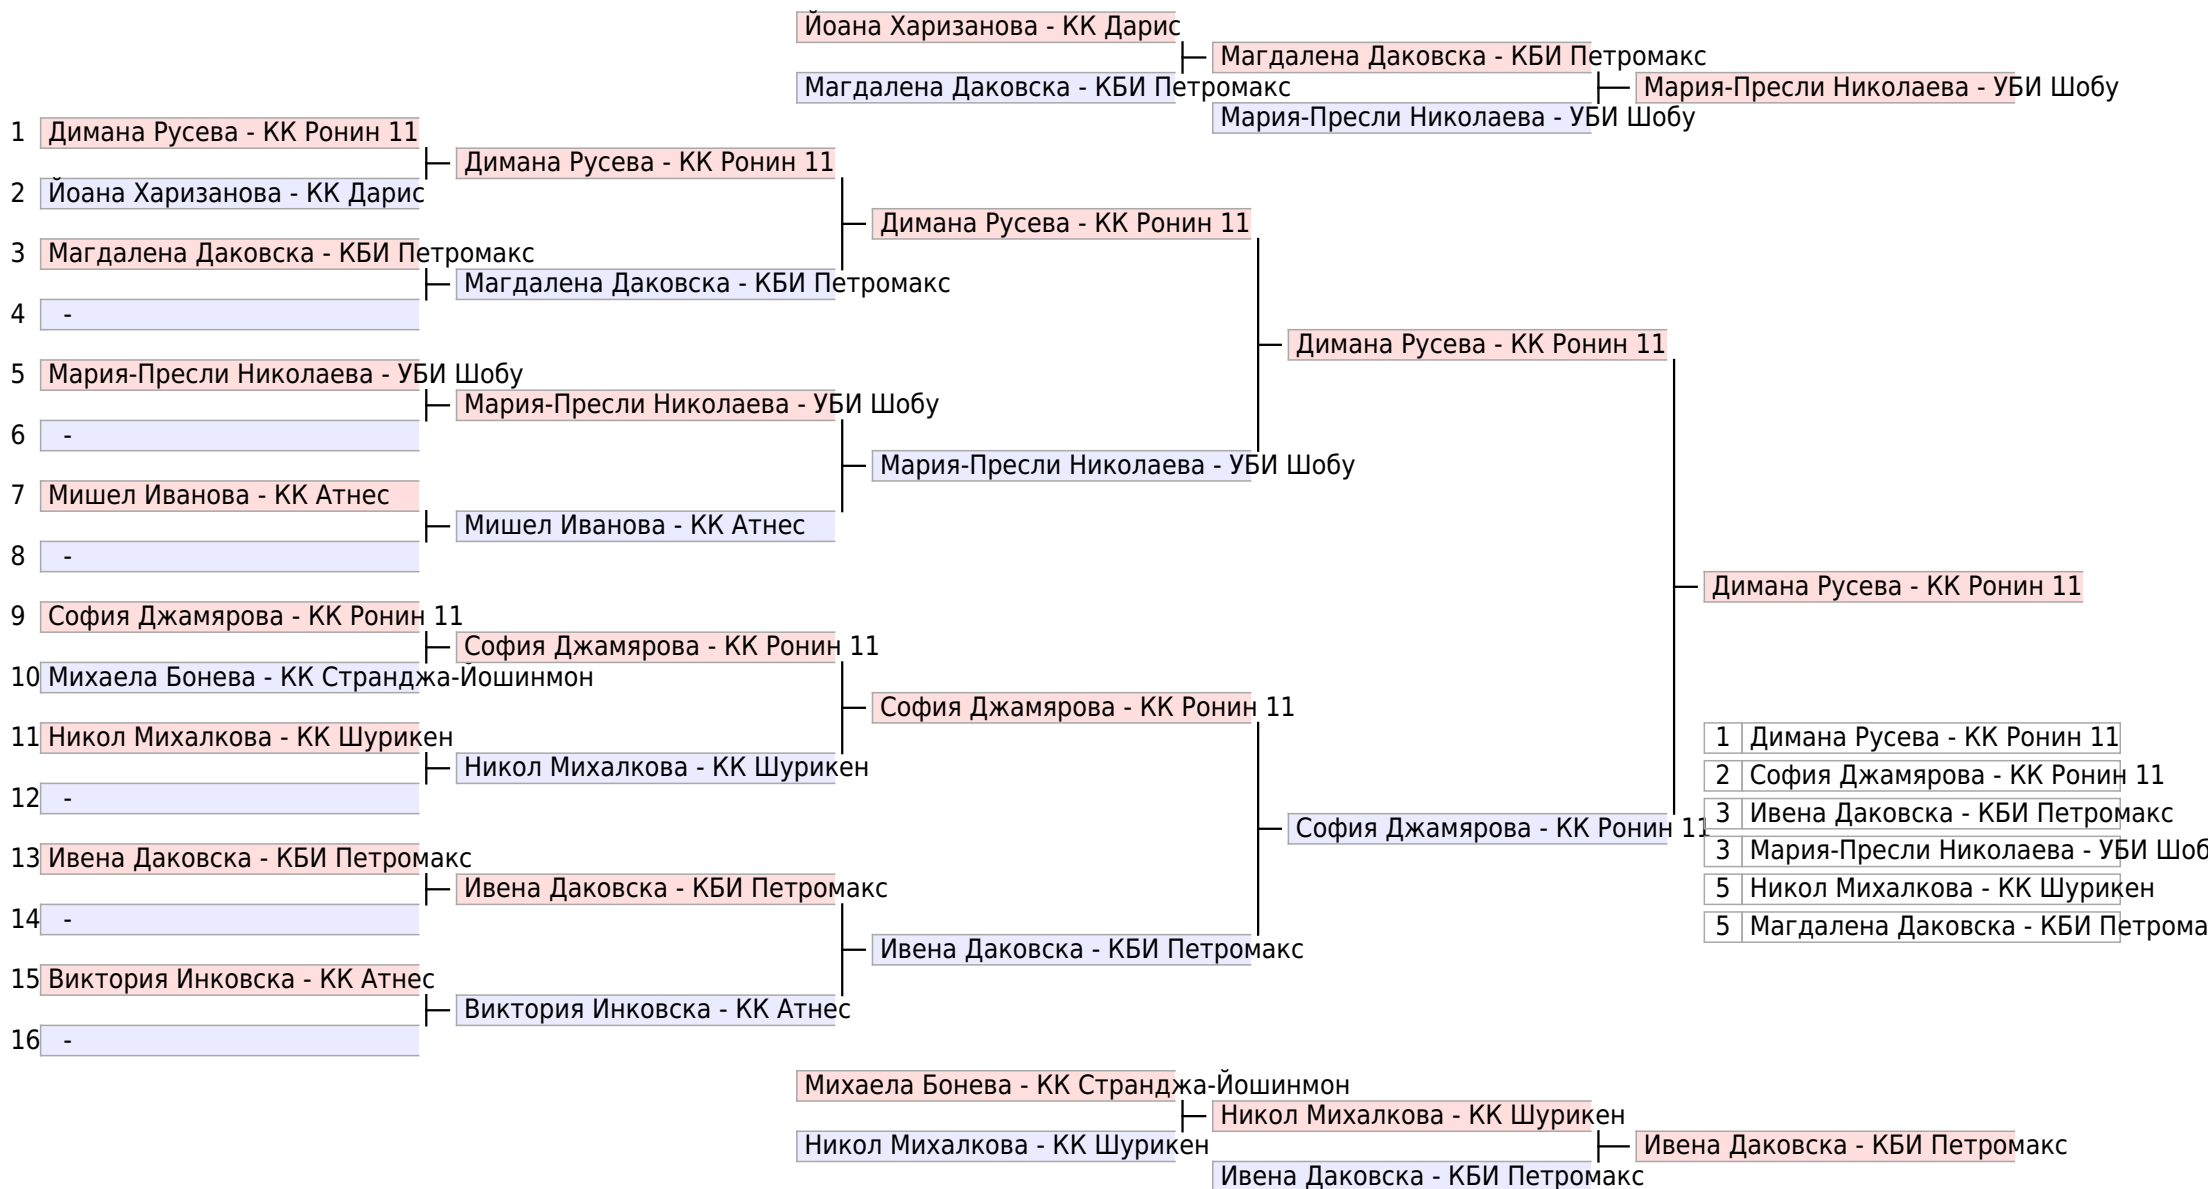 Йоана Харизанова - КК Дарис
Магдалена Даковска - КБИ Петромакс
Магдалена Даковска - КБИ Петромакс
Мария-Пресли Николаева - УБИ Шобу
Мария-Пресли Николаева - УБИ Шобу
1 Димана Русева - КК Ронин 11
Димана Русева - КК Ронин 11
2 Йоана Харизанова - КК Дарис
Димана Русева - КК Ронин 11
3 Магдалена Даковска - КБИ Петромакс
Магдалена Даковска - КБИ Петромакс
4 -
Димана Русева - КК Ронин 11
5 Мария-Пресли Николаева - УБИ Шобу
Мария-Пресли Николаева - УБИ Шобу
6 -
Мария-Пресли Николаева - УБИ Шобу
7 Мишел Иванова - КК Атнес
Мишел Иванова - КК Атнес
8 -
Димана Русева - КК Ронин 11
9 София Джамярова - КК Ронин 11
София Джамярова - КК Ронин 11
10 Михаела Бонева - КК Странджа-Йошинмон
София Джамярова - КК Ронин 11
11 Никол Михалкова - КК Шурикен
Никол Михалкова - КК Шурикен
12 -
София Джамярова - КК Ронин 11
13 Ивена Даковска - КБИ Петромакс
Ивена Даковска - КБИ Петромакс
14 -
Ивена Даковска - КБИ Петромакс
15 Виктория Инковска - КК Атнес
Виктория Инковска - КК Атнес
16 -
1 Димана Русева - КК Ронин 11
2 София Джамярова - КК Ронин 11
3 Ивена Даковска - КБИ Петромакс
3 Мария-Пресли Николаева - УБИ Шоб
5 Никол Михалкова - КК Шурикен
5 Магдалена Даковска - КБИ Петрома
Михаела Бонева - КК Странджа-Йошинмон
Никол Михалкова - КК Шурикен
Никол Михалкова - КК Шурикен
Ивена Даковска - КБИ Петромакс
Ивена Даковска - КБИ Петромакс